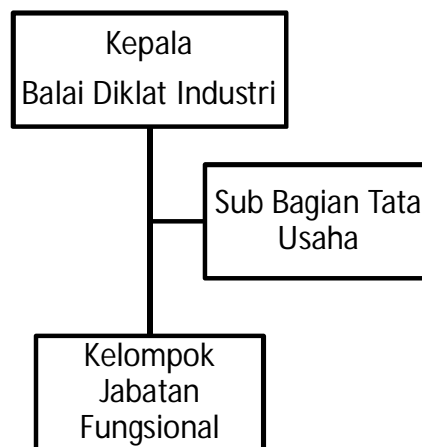 Kepala
Balai Diklat Industri
Sub Bagian Tata
Usaha
Kelompok
Jabatan
Fungsional